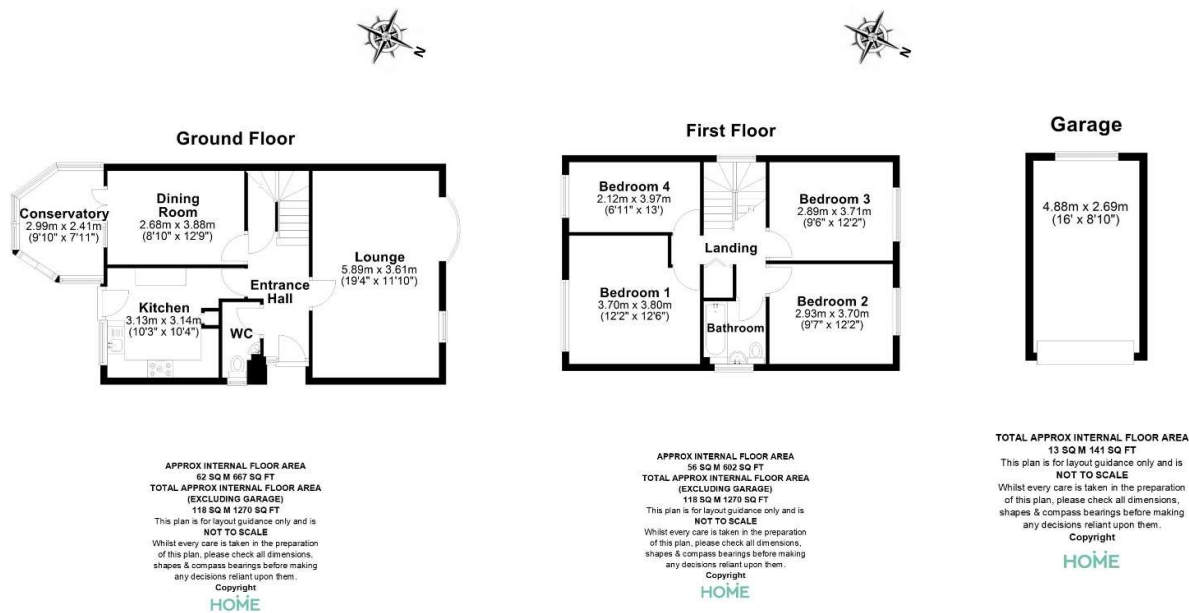 N
Ground Floor
Conservatory
2.99m x 2.41m
(9'10" x 7'11")
Dining
Room
2.68m x 3.88m
(8'10" x 12'9")
Kitchen
3.13m x 3.14m
(10'3" x 10'4")
WC
Entrance
Hall
Lounge
5.89m x 3.61m
(19'4" x 11'10")
APPROX INTERNAL FLOOR AREA
62 SQ M 667 SQ FT
TOTAL APPROX INTERNAL FLOOR AREA
(EXCLUDING GARAGE)
118 SQ M 1270 SQ FT
This plan is for layout guidance only and is
NOT TO SCALE
Whilst every care is taken in the preparation
of this plan, please check all dimensions,
shapes & compass bearings before making
any decisions reliant upon them.
Copyright
HOME
N
First Floor
Bedroom 4
2.12m x 3.97m
(6'11" x 13')
Bedroom 3
2.89m x 3.71m
(9'6" x 12'2")
Landing
Bedroom 1
3.70m x 3.80m
(12'2" x 12'6")
Bathroom
Bedroom 2
2.93m x 3.70m
(9'7" x 12'2")
APPROX INTERNAL FLOOR AREA
56 SQ M 602 SQ FT
TOTAL APPROX INTERNAL FLOOR AREA
(EXCLUDING GARAGE)
118 SQ M 1270 SQ FT
This plan is for layout guidance only and is
NOT TO SCALE
Whilst every care is taken in the preparation
of this plan, please check all dimensions,
shapes & compass bearings before making
any decisions reliant upon them.
Copyright
HOME
Garage
4.88m x 2.69m
(16' x 8'10")
TOTAL APPROX INTERNAL FLOOR AREA
13 SQ M 141 SQ FT
This plan is for layout guidance only and is
NOT TO SCALE
Whilst every care is taken in the preparation
of this plan, please check all dimensions,
shapes & compass bearings before making
any decisions reliant upon them.
Copyright
HOME